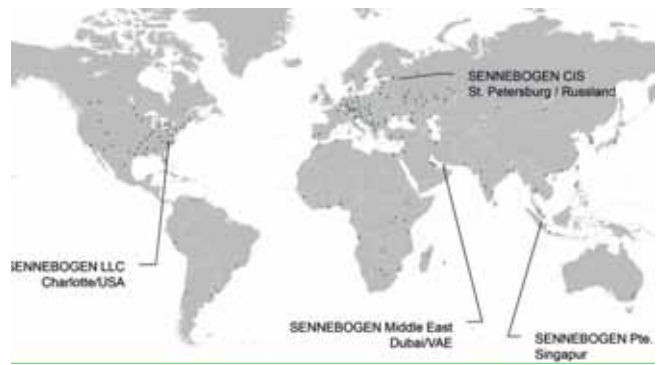 SENNEBOGEN CIS
St. Petersburg / Russland
SENNEBOGEN LLC
Charlotte/USA
SENNEBOGEN Middle East
Dubai/VAE
SENNEBOGEN Pte.
Singapur